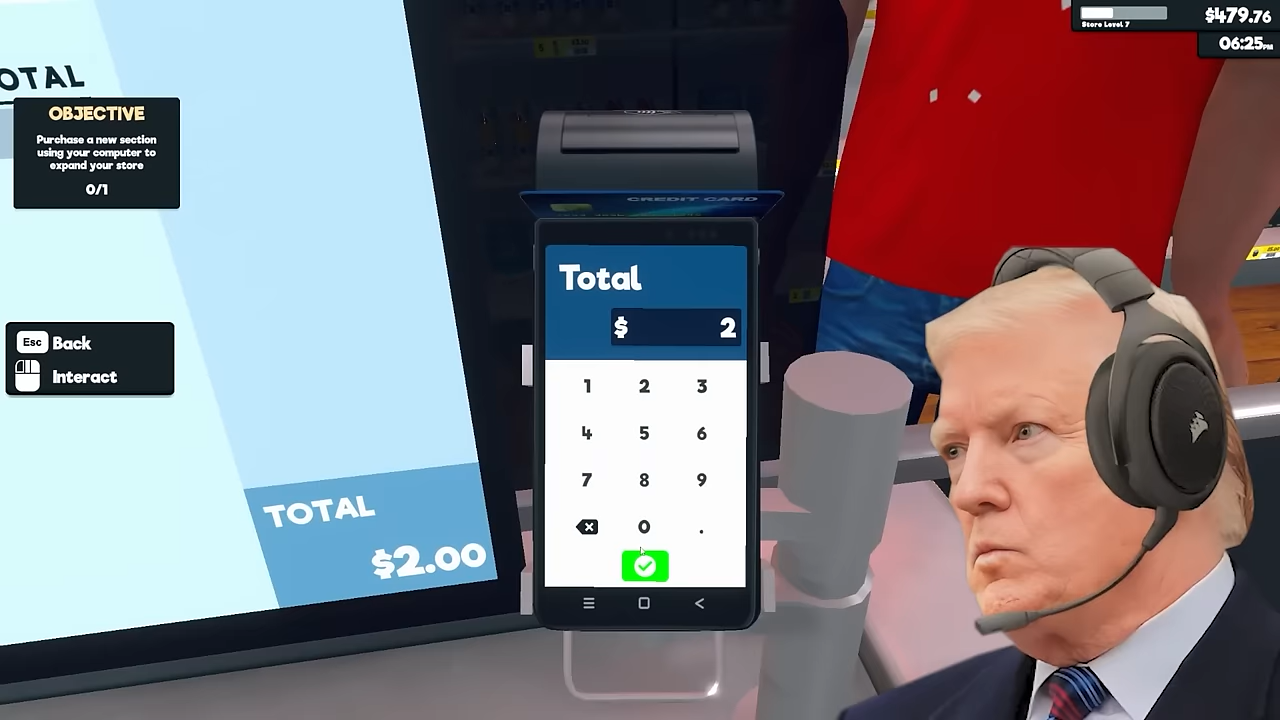 $479.76
Store Level 7
06:25PM
OTAL
OBJECTIVE
Purchase a new section
using your computer to
expand your store
0/1
Esc Back
Interact
CREDIT CARD
Total
$ 2
1 2 3
4 5 6
7 8 9
0 .
TOTAL
$2.00